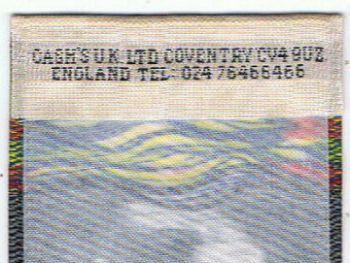 CASH'S U.K. LTD COVENTRY CV4 9UZ
ENGLAND TEL: 024 76466466